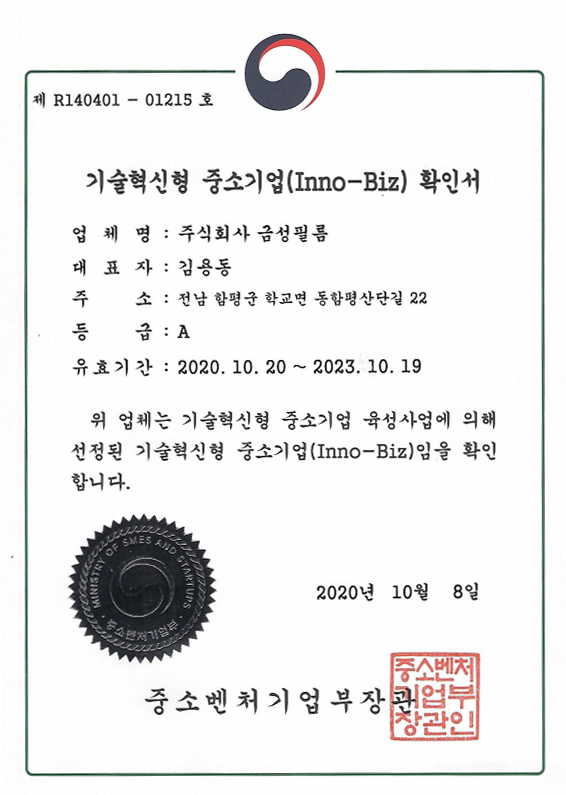 제 R140401 - 01215 호
기술혁신형 중소기업(Inno-Biz) 확인서
업 체 명 : 주식회사 금성필름
대 표 자 : 김용동
주 소 : 전남 함평군 학교면 동함평산단길 22
등 급 : A
유효기간 : 2020. 10. 20 ~ 2023. 10. 19
위 업체는 기술혁신형 중소기업 육성사업에 의해
선정된 기술혁신형 중소기업(Inno-Biz)임을 확인
합니다.
MINISTRY OF SMES AND STARTUPS
중소벤처기업부
2020년 10월 8일
중소벤처기업부장관
중소벤처
기업부
장관인